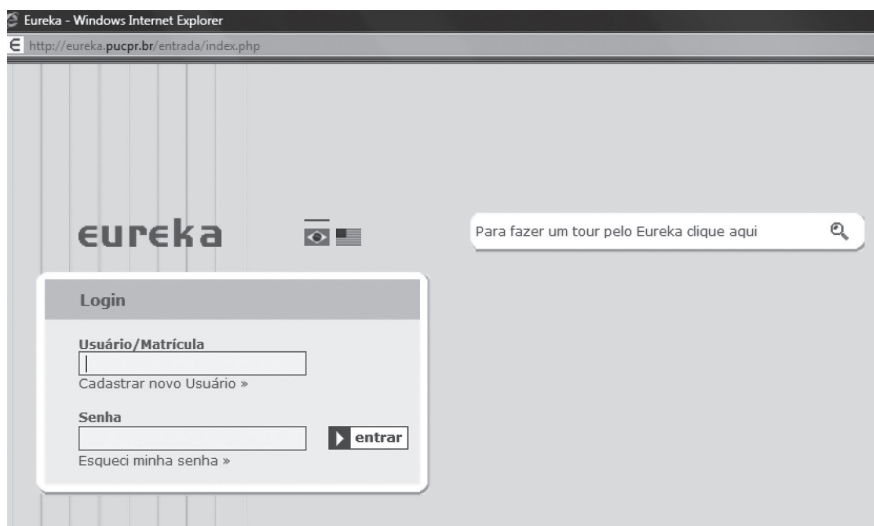 Eureka - Windows Internet Explorer
http://eureka.pucpr.br/entrada/index.php
eureka
Para fazer um tour pelo Eureka clique aqui
Login
Usuário/Matrícula
Cadastrar novo Usuário »
Senha
entrar
Esqueci minha senha »